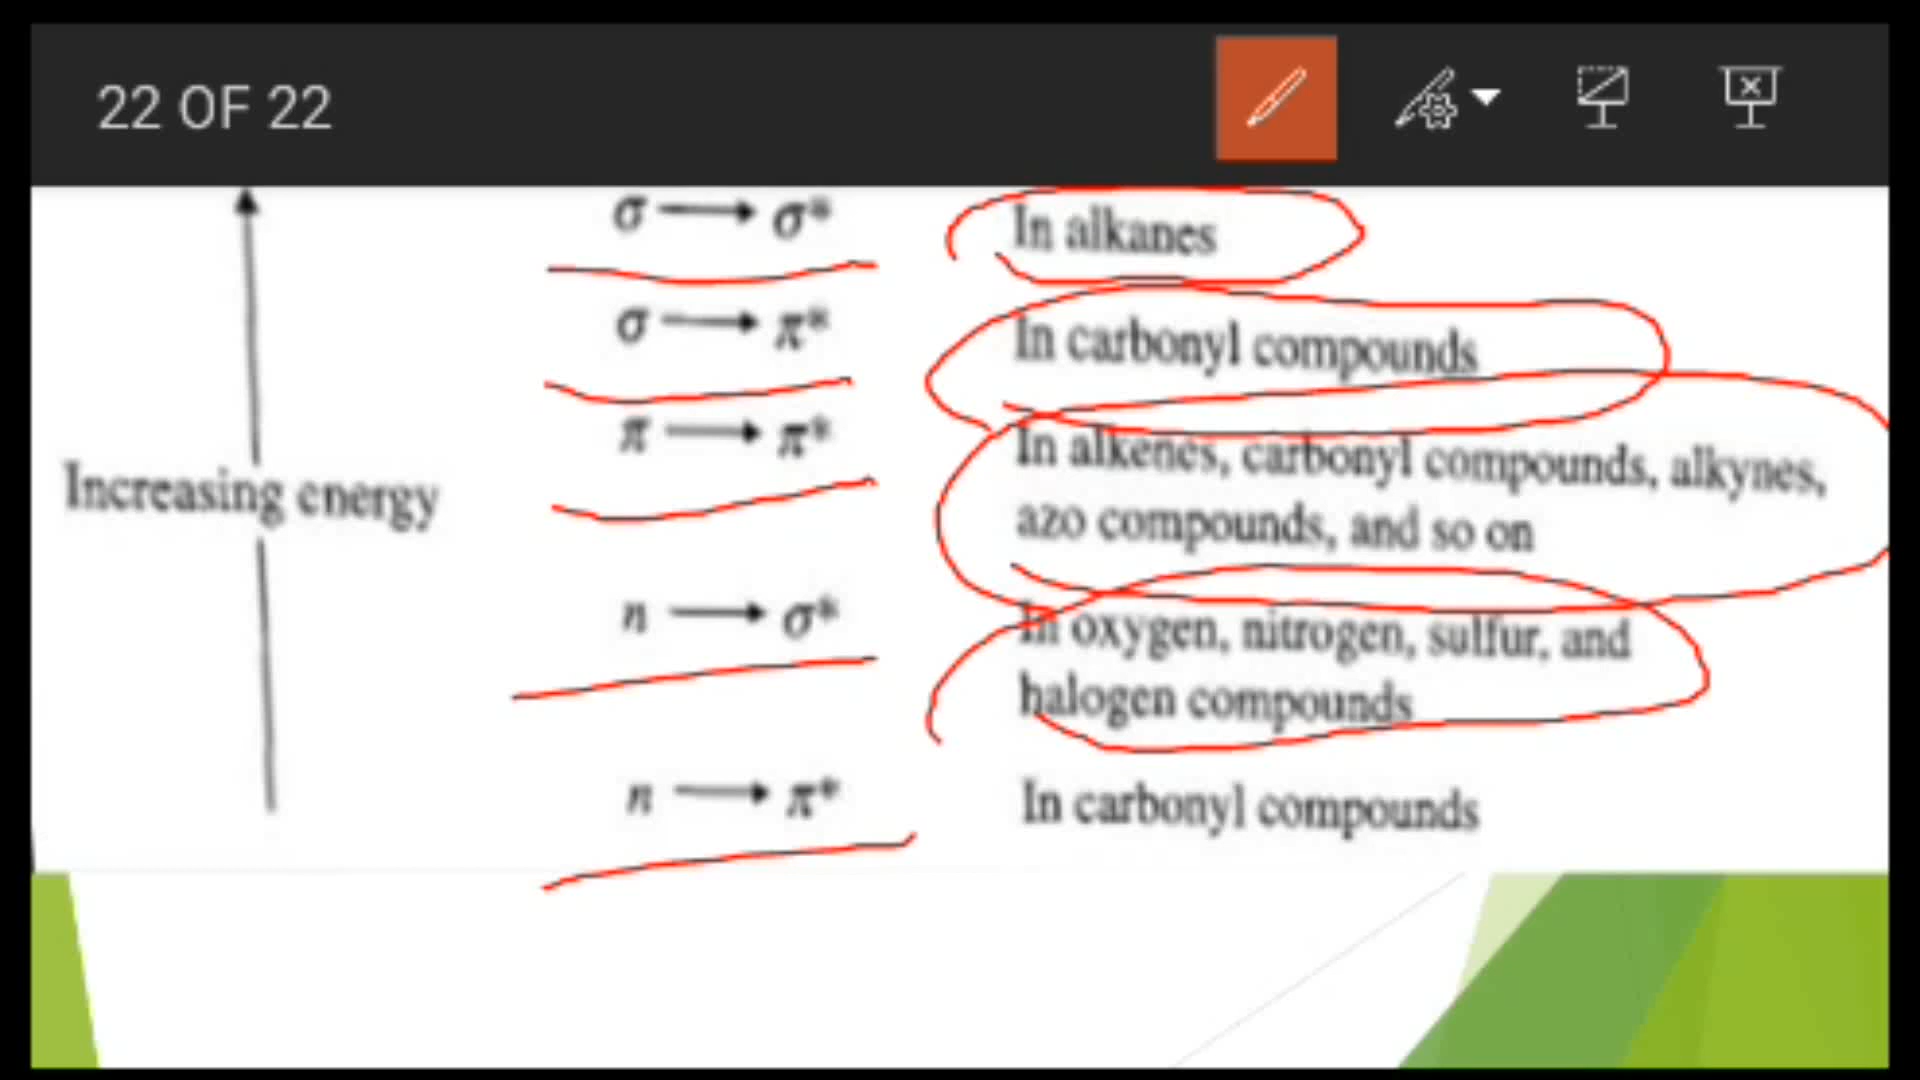 22 OF 22
σ → σ* In alkanes
σ → π* In carbonyl compounds
π → π* In alkenes, carbonyl compounds, alkynes,
azo compounds, and so on
Increasing energy
n → σ* In oxygen, nitrogen, sulfur, and
halogen compounds
n → π* In carbonyl compounds